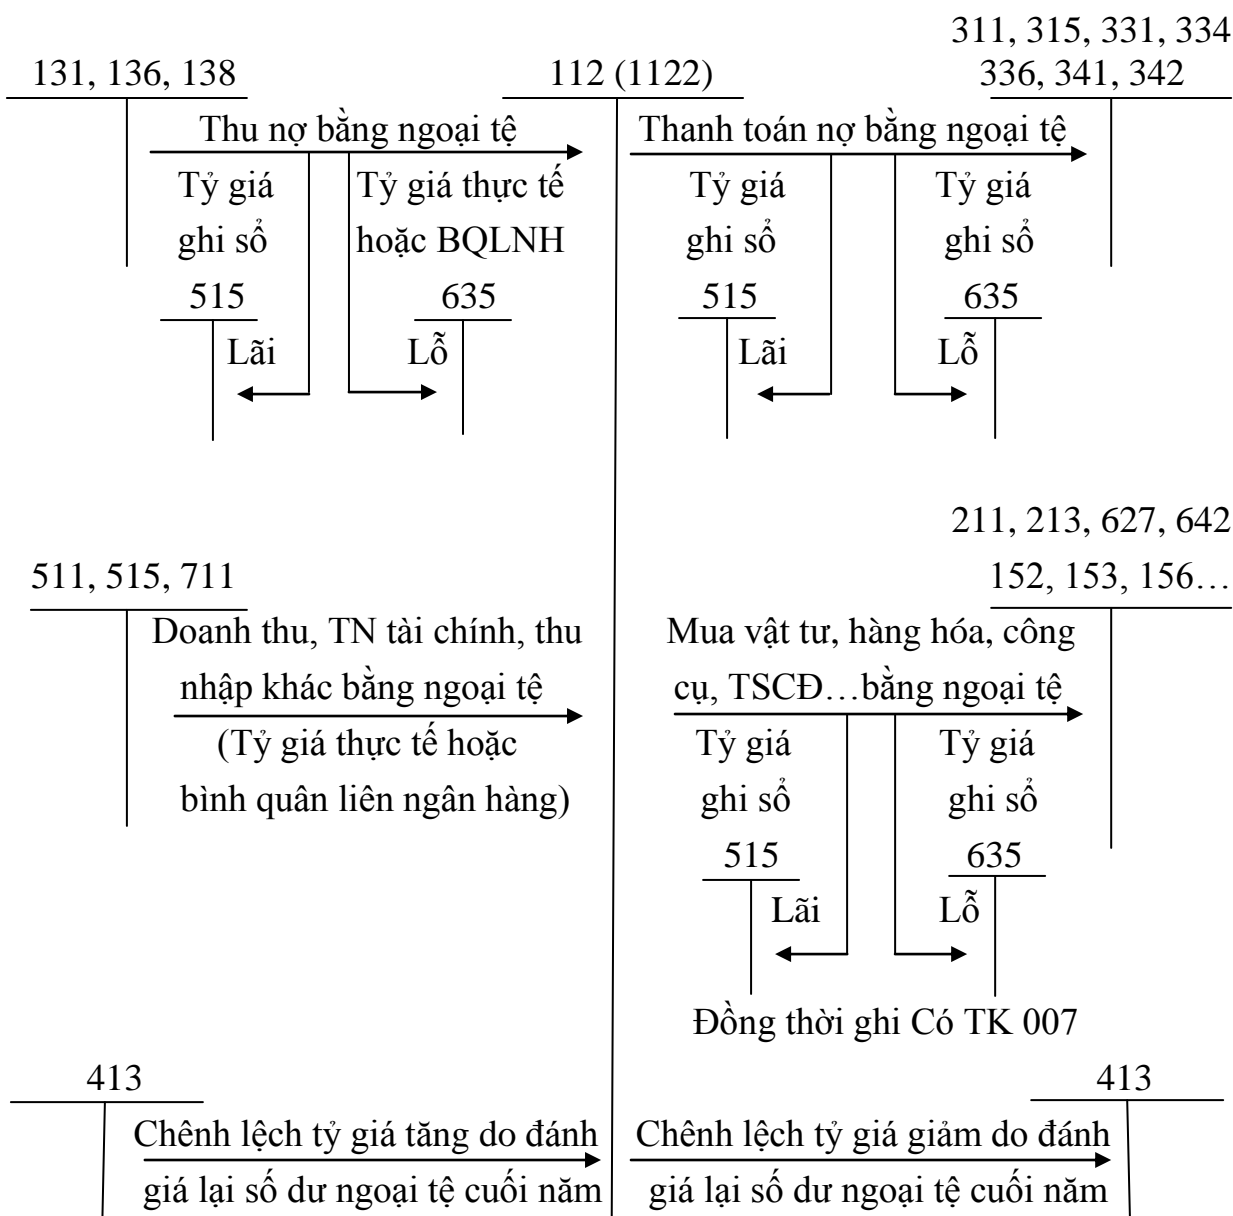 311, 315, 331, 334
131, 136, 138
112 (1122)
336, 341, 342
Thu nợ bằng ngoại tệ
Thanh toán nợ bằng ngoại tệ
Tỷ giá
ghi sổ
Tỷ giá thực tế
hoặc BQLNH
Tỷ giá
ghi sổ
Tỷ giá
ghi sổ
515
635
515
635
Lãi
Lỗ
Lãi
Lỗ
211, 213, 627, 642
511, 515, 711
152, 153, 156…
Doanh thu, TN tài chính, thu
nhập khác bằng ngoại tệ
(Tỷ giá thực tế hoặc
bình quân liên ngân hàng)
Mua vật tư, hàng hóa, công
cụ, TSCĐ…bằng ngoại tệ
Tỷ giá
ghi sổ
Tỷ giá
ghi sổ
515
635
Lãi
Lỗ
Đồng thời ghi Có TK 007
413
413
Chênh lệch tỷ giá tăng do đánh
giá lại số dư ngoại tệ cuối năm
Chênh lệch tỷ giá giảm do đánh
giá lại số dư ngoại tệ cuối năm